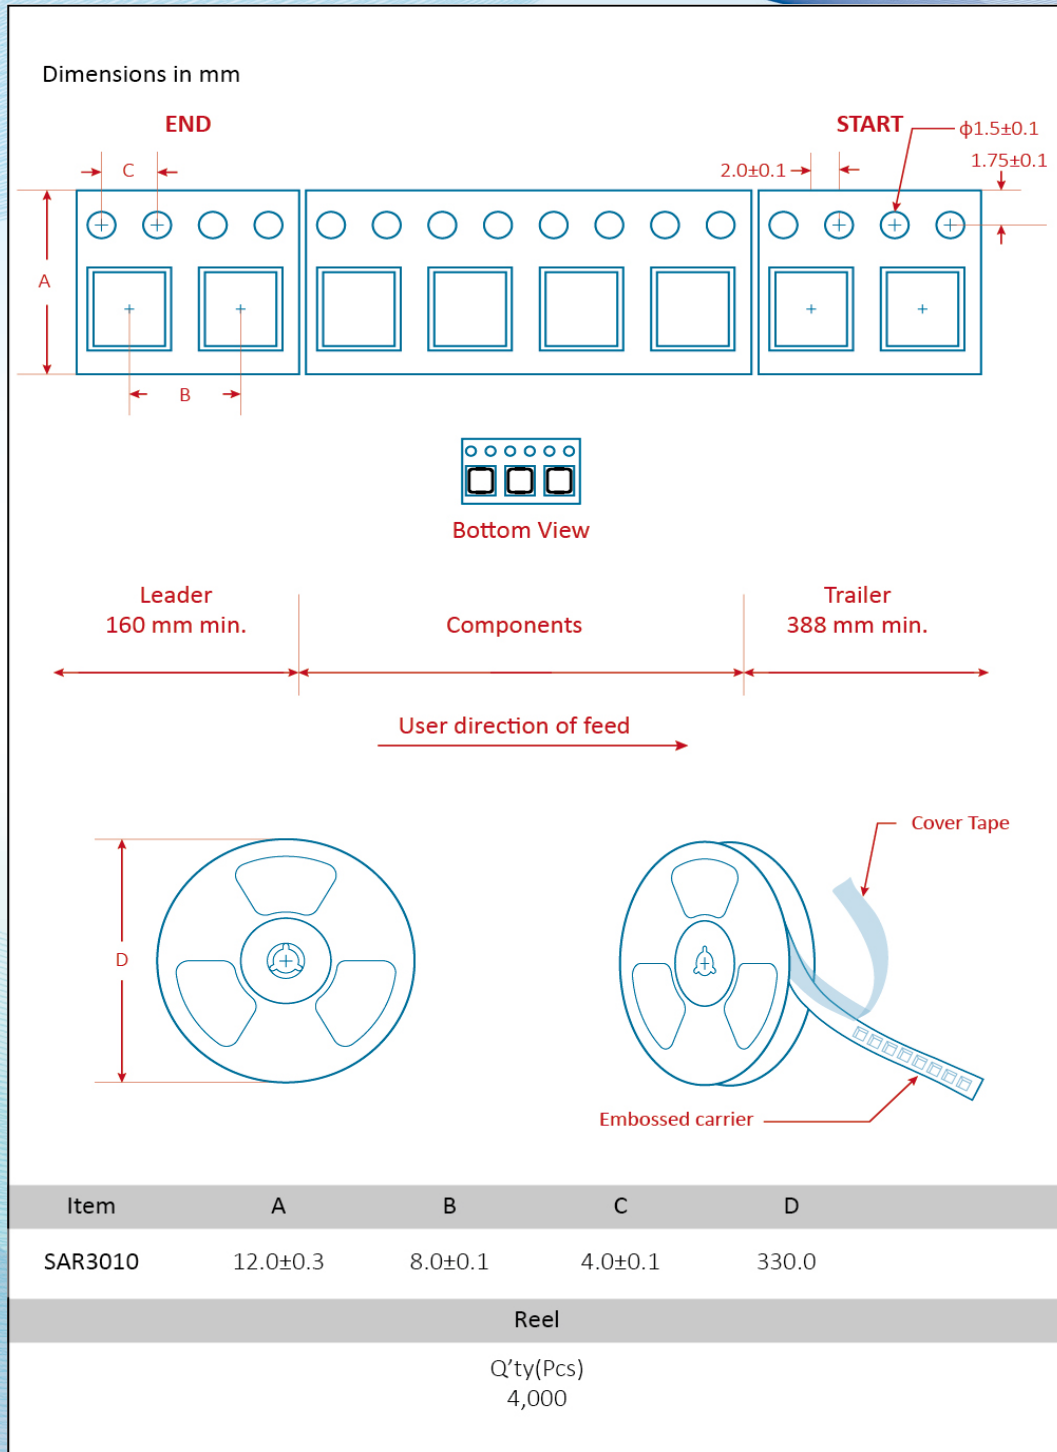 Dimensions in mm
END
START
ϕ1.5±0.1
C
2.0±0.1
1.75±0.1
A
B
Bottom View
Leader
160 mm min.
Components
Trailer
388 mm min.
User direction of feed
Cover Tape
D
Embossed carrier
Item A B C D
SAR3010 12.0±0.3 8.0±0.1 4.0±0.1 330.0
Reel
Q’ty(Pcs)
4,000